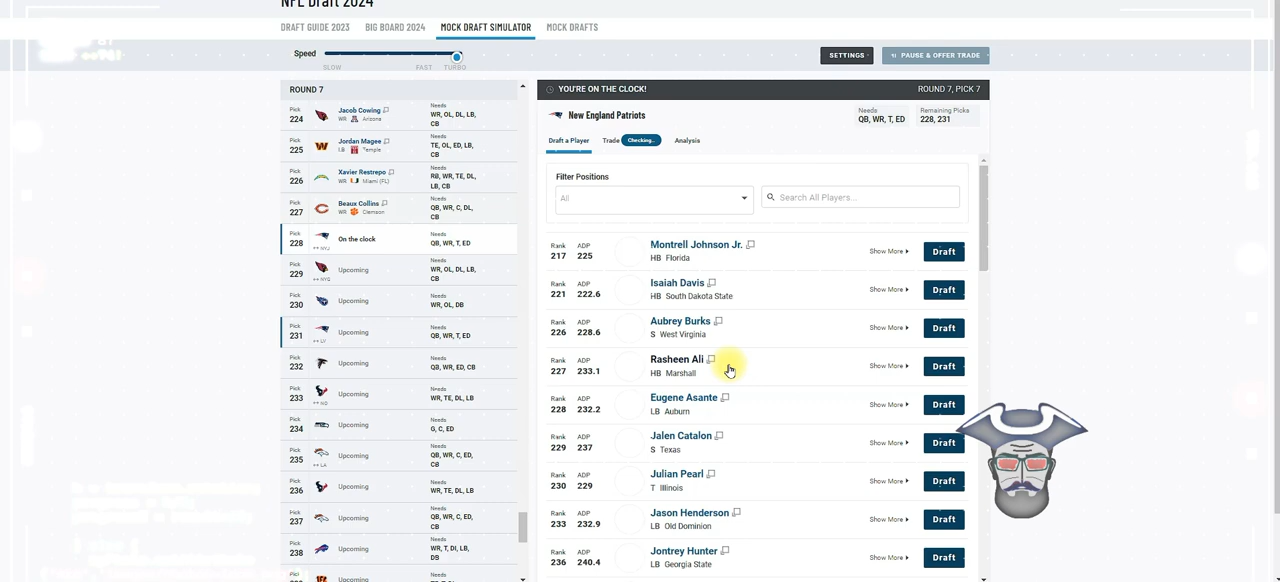 NFL Draft 2024
DRAFT GUIDE 2023 BIG BOARD 2024 MOCK DRAFT SIMULATOR MOCK DRAFTS
Speed
SLOW FAST TURBO
SETTINGS PAUSE & OFFER TRADE
ROUND 7
Pick 224 Jacob Cowing
WR Arizona
Needs
WR, OL, DL, LB, CB
Pick 225 Jordan Magee
LB Temple
Needs
TE, OL, ED, LB, CB
Pick 226 Xavier Restrepo
WR Miami (FL)
Needs
RB, WR, TE, DL, LB, CB
Pick 227 Beaux Collins
WR Clemson
Needs
QB, WR, C, DL, CB
Pick 228 On the clock
Needs
QB, WR, T, ED
Pick 229 Upcoming
Needs
WR, OL, DL, LB, CB
Pick 230 Upcoming
Needs
WR, OL, DB
Pick 231 Upcoming
Needs
QB, WR, T, ED
Pick 232 Upcoming
Needs
QB, WR, ED, CB
Pick 233 Upcoming
Needs
WR, TE, DL, LB
Pick 234 Upcoming
Needs
G, C, ED
Pick 235 Upcoming
Needs
QB, WR, C, ED, CB
Pick 236 Upcoming
Needs
WR, TE, DL, LB
Pick 237 Upcoming
Needs
QB, WR, C, ED, CB
Pick 238 Upcoming
Needs
WR, T, DI, LB, DB
Pick Upcoming
Needs
YOU'RE ON THE CLOCK! ROUND 7, PICK 7
New England Patriots
Needs
QB, WR, T, ED
Remaining Picks
228, 231
Draft a Player Trade Checking.. Analysis
Filter Positions
All Search All Players...
Rank 217 ADP 225 Montrell Johnson Jr.
HB Florida
Show More Draft
Rank 221 ADP 222.6 Isaiah Davis
HB South Dakota State
Show More Draft
Rank 226 ADP 228.6 Aubrey Burks
S West Virginia
Show More Draft
Rank 227 ADP 233.1 Rasheen Ali
HB Marshall
Show More Draft
Rank 228 ADP 232.2 Eugene Asante
LB Auburn
Show More Draft
Rank 229 ADP 237 Jalen Catalon
S Texas
Show More Draft
Rank 230 ADP 229 Julian Pearl
T Illinois
Show More Draft
Rank 233 ADP 232.9 Jason Henderson
LB Old Dominion
Show More Draft
Rank 236 ADP 240.4 Jontrey Hunter
LB Georgia State
Show More Draft